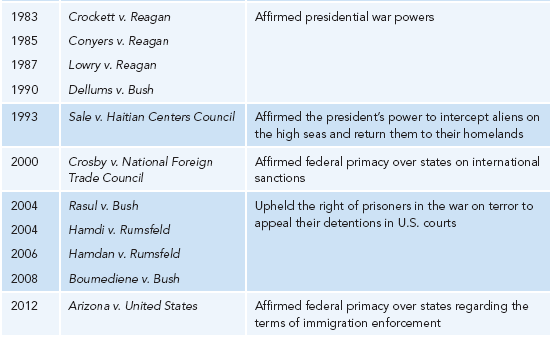 1983 Crockett v. Reagan Affirmed presidential war powers
1985 Conyers v. Reagan
1987 Lowry v. Reagan
1990 Dellums v. Bush
1993 Sale v. Haitian Centers Council Affirmed the president's power to intercept aliens on
the high seas and return them to their homelands
2000 Crosby v. National Foreign Affirmed federal primacy over states on international
Trade Council sanctions
2004 Rasul v. Bush Upheld the right of prisoners in the war on terror to
2004 Hamdi v. Rumsfeld appeal their detentions in U.S. courts
2006 Hamdan v. Rumsfeld
2008 Boumediene v. Bush
2012 Arizona v. United States Affirmed federal primacy over states regarding the
terms of immigration enforcement